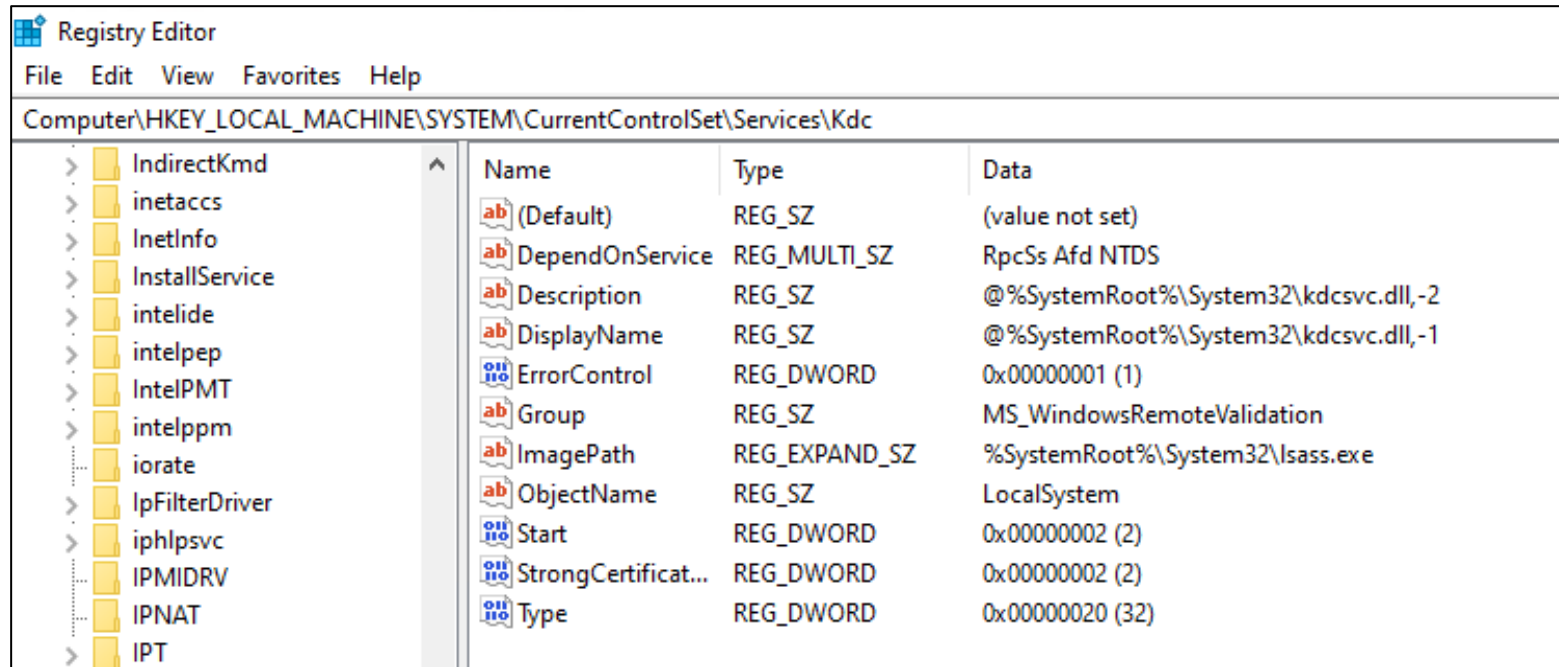 Registry Editor
File Edit View Favorites Help
Computer\HKEY_LOCAL_MACHINE\SYSTEM\CurrentControlSet\Services\Kdc
IndirectKmd
inetaccs
InetInfo
InstallService
intelide
intelpep
IntelPMT
intelppm
iorate
IpFilterDriver
iphlpsvc
IPMIDRV
IPNAT
IPT
Name Type Data
(Default) REG_SZ (value not set)
DependOnService REG_MULTI_SZ RpcSs Afd NTDS
Description REG_SZ @%SystemRoot%\System32\kdcsvc.dll,-2
DisplayName REG_SZ @%SystemRoot%\System32\kdcsvc.dll,-1
ErrorControl REG_DWORD 0x00000001 (1)
Group REG_SZ MS_WindowsRemoteValidation
ImagePath REG_EXPAND_SZ %SystemRoot%\System32\lsass.exe
ObjectName REG_SZ LocalSystem
Start REG_DWORD 0x00000002 (2)
StrongCertificat... REG_DWORD 0x00000002 (2)
Type REG_DWORD 0x00000020 (32)